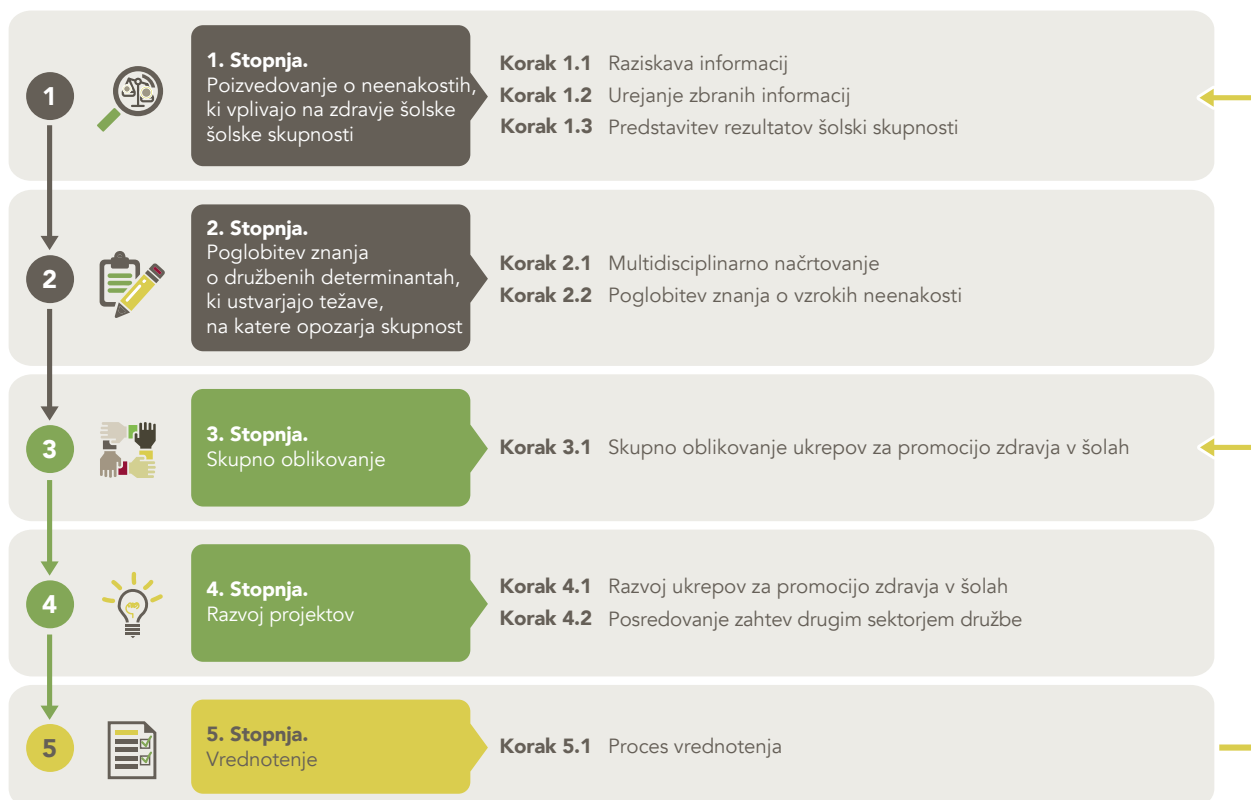 1
1. Stopnja.
Poizvedovanje o neenakostih,
ki vplivajo na zdravje šolske
šolske skupnosti
Korak 1.1 Raziskava informacij
Korak 1.2 Urejanje zbranih informacij
Korak 1.3 Predstavitev rezultatov šolski skupnosti
2
2. Stopnja.
Poglobitev znanja
o družbenih determinantah,
ki ustvarjajo težave,
na katere opozarja skupnost
Korak 2.1 Multidisciplinarno načrtovanje
Korak 2.2 Poglobitev znanja o vzrokih neenakosti
3
3. Stopnja.
Skupno oblikovanje
Korak 3.1 Skupno oblikovanje ukrepov za promocijo zdravja v šolah
4
4. Stopnja.
Razvoj projektov
Korak 4.1 Razvoj ukrepov za promocijo zdravja v šolah
Korak 4.2 Posredovanje zahtev drugim sektorjem družbe
5
5. Stopnja.
Vrednotenje
Korak 5.1 Proces vrednotenja